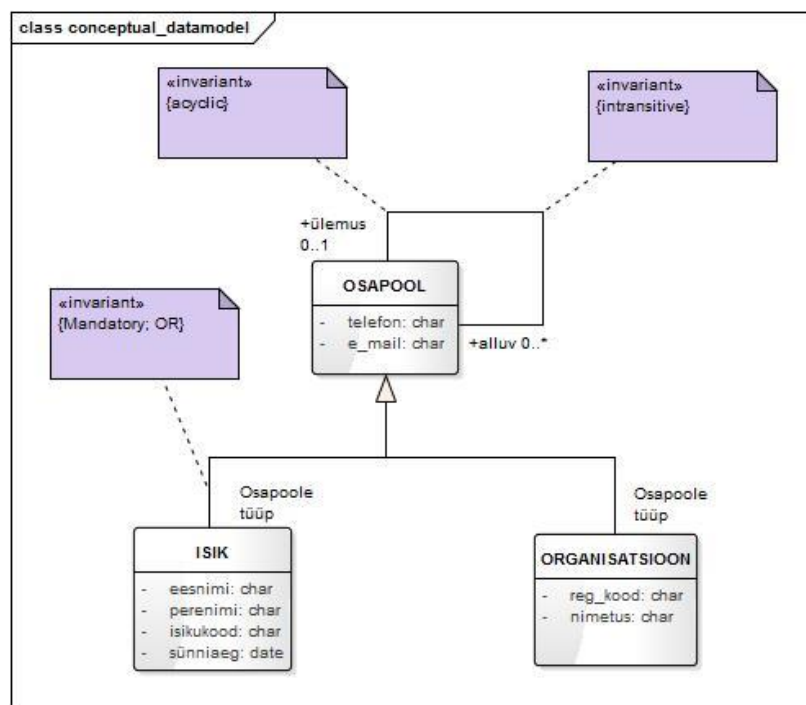 class conceptual_datamodel
«invariant»
{acyclic}
«invariant»
{intransitive}
+ülemus
0..1
OSAPOOL
- telefon: char
- e_mail: char
+alluv 0..*
«invariant»
{Mandatory; OR}
Osapoole
tüüp
Osapoole
tüüp
ISIK
- eesnimi: char
- perenimi: char
- isikukood: char
- sünniaeg: date
ORGANISATSIOON
- reg_kood: char
- nimetus: char